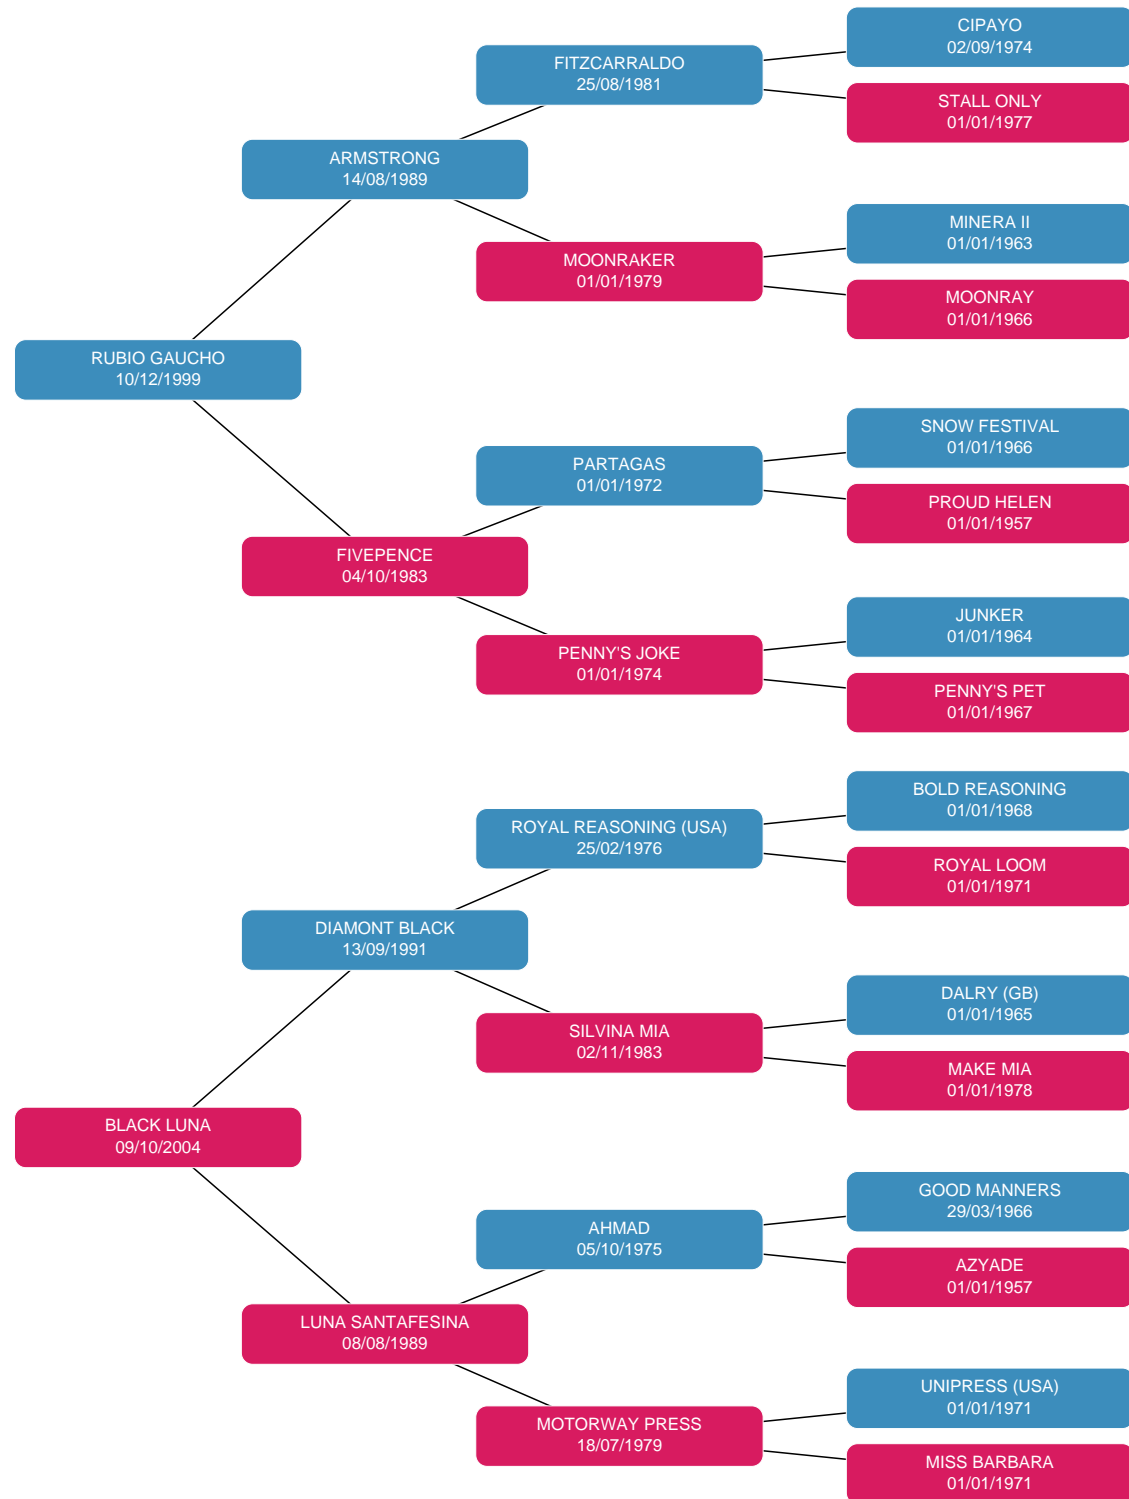 CIPAYO
02/09/1974
FITZCARRALDO
25/08/1981
STALL ONLY
01/01/1977
ARMSTRONG
14/08/1989
MINERA II
01/01/1963
MOONRAKER
01/01/1979
MOONRAY
01/01/1966
RUBIO GAUCHO
10/12/1999
SNOW FESTIVAL
01/01/1966
PARTAGAS
01/01/1972
PROUD HELEN
01/01/1957
FIVEPENCE
04/10/1983
JUNKER
01/01/1964
PENNY'S JOKE
01/01/1974
PENNY'S PET
01/01/1967
BOLD REASONING
01/01/1968
ROYAL REASONING (USA)
25/02/1976
ROYAL LOOM
01/01/1971
DIAMONT BLACK
13/09/1991
DALRY (GB)
01/01/1965
SILVINA MIA
02/11/1983
MAKE MIA
01/01/1978
BLACK LUNA
09/10/2004
GOOD MANNERS
29/03/1966
AHMAD
05/10/1975
AZYADE
01/01/1957
LUNA SANTAFESINA
08/08/1989
UNIPRESS (USA)
01/01/1971
MOTORWAY PRESS
18/07/1979
MISS BARBARA
01/01/1971